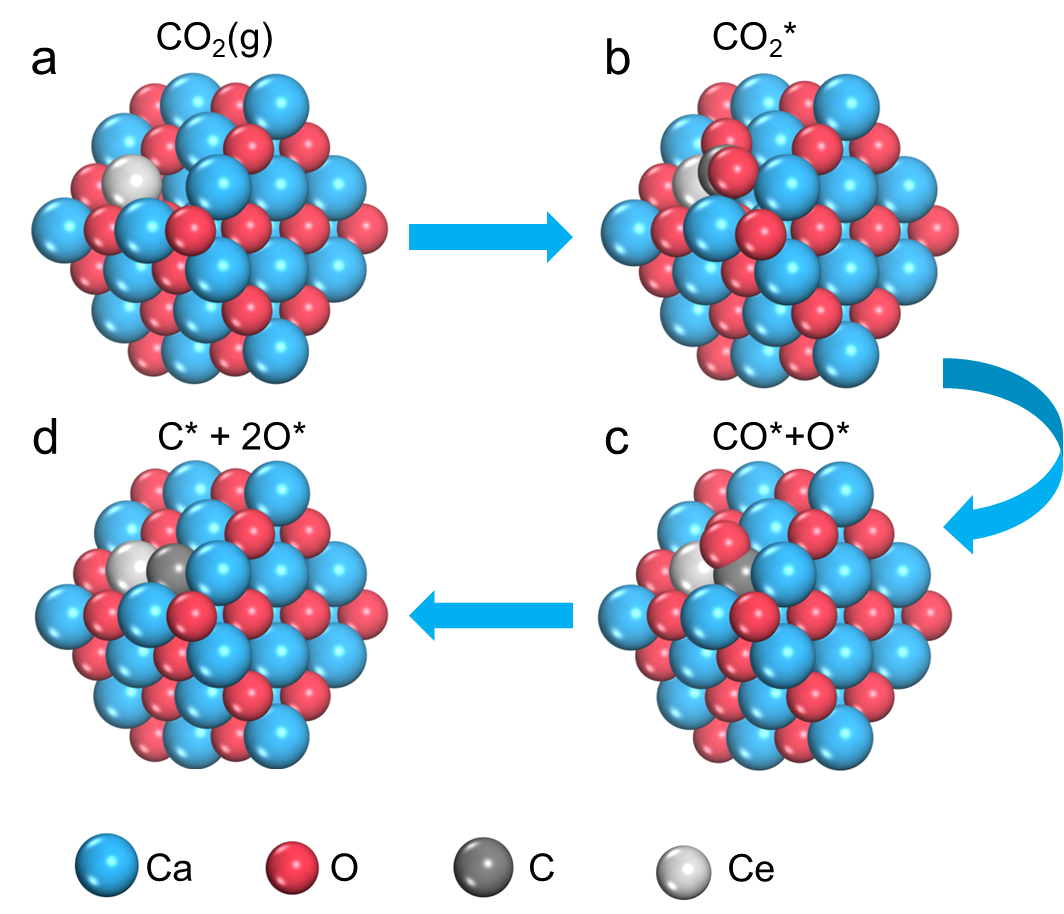 a CO₂(g)
b CO₂*
d C* + 2O*
c CO*+O*
Ca O C Ce